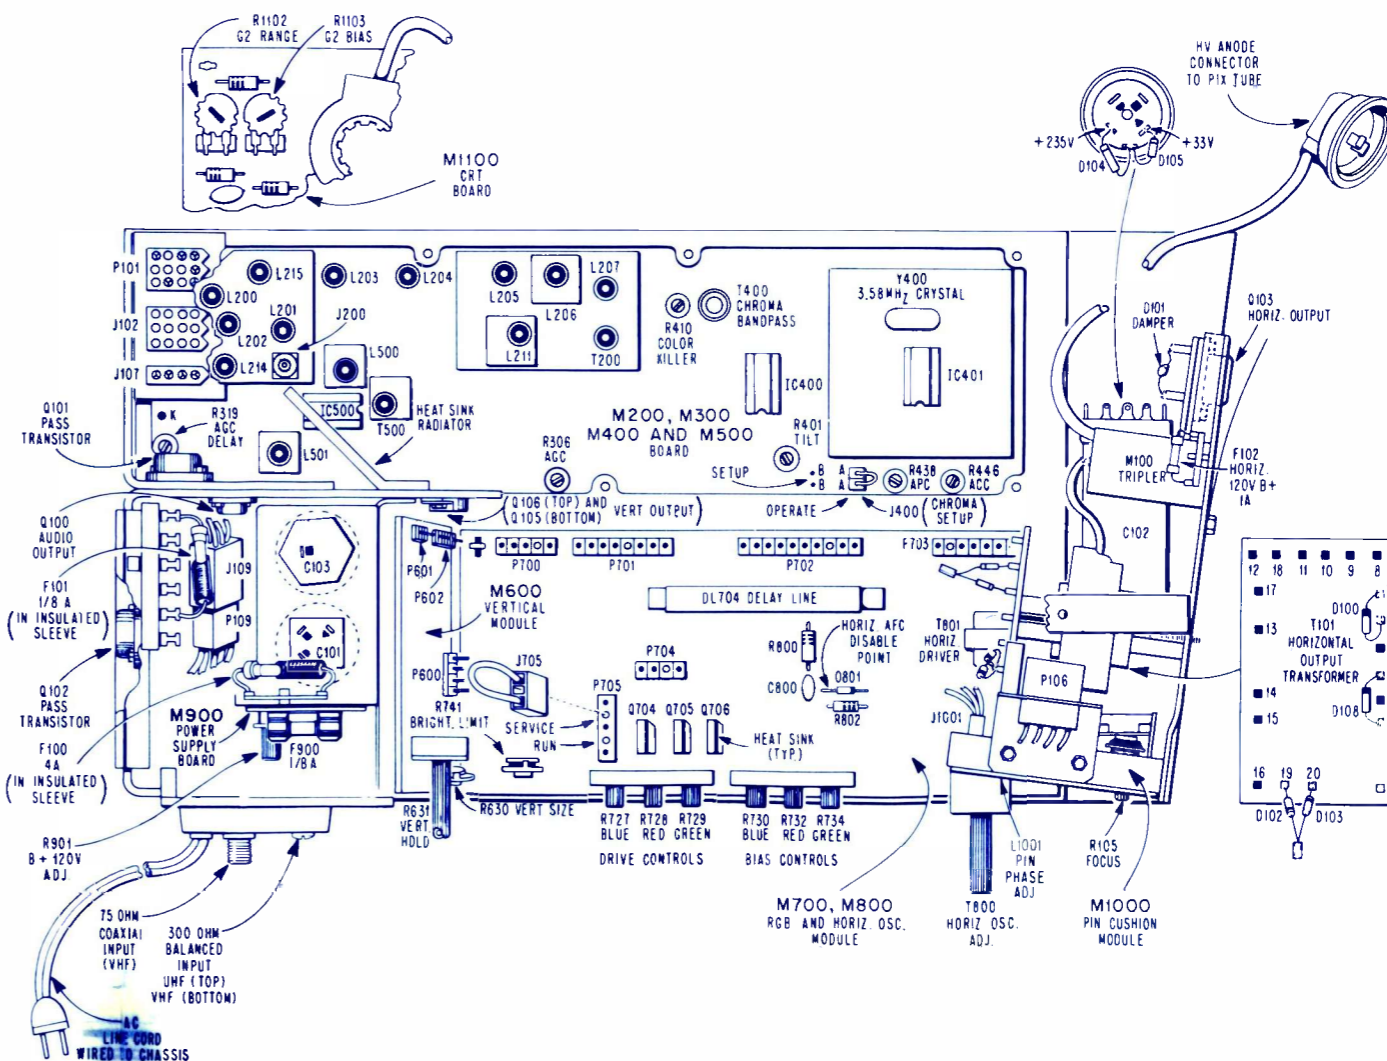 R1102
G2 RANGE
R1103
G2 BIAS
M1100
CRT
BOARD
HV ANODE
CONNECTOR
TO PIX TUBE
+235V
+33V
D104
D105
P101
J102
J107
L215
L203
L204
L200
L201
J200
L202
L214
L500
L205
L206
L207
L211
T200
T400
CHROMA
BANDPASS
R410
COLOR
KILLER
Y400
3.58MHz CRYSTAL
IC400
IC401
D101
DAMPER
Q103
HORIZ. OUTPUT
Q101
PASS
TRANSISTOR
K
R319
AGC
DELAY
IC500
T500
HEAT SINK
RADIATOR
L501
M200, M300
M400 AND M500
BOARD
R306
AGC
R401
TILT
SETUP
B A
B A
OPERATE
J400
R438
APC
R446
ACC
(CHROMA
SETUP)
M100
TRIPLER
F102
HORIZ.
120V B+
1A
C102
Q100
AUDIO
OUTPUT
Q106 (TOP) AND
Q105 (BOTTOM)
VERT OUTPUT
F101
1/8 A
(IN INSULATED
SLEEVE)
J109
P109
C103
C101
P601
P602
P700
P701
P702
F703
M600
VERTICAL
MODULE
DL704 DELAY LINE
HORIZ AFC
DISABLE
POINT
R800
C800
0801
R802
T801
HORIZ
DRIVER
P106
J1001
Q102
PASS
TRANSISTOR
M900
POWER
SUPPLY
BOARD
F100
4A
(IN INSULATED
SLEEVE)
F900
1/8A
P600
R741
BRIGHT. LIMIT
J705
SERVICE
RUN
P705
P704
Q704
Q705
Q706
HEAT SINK
(TYP.)
12 18 11 10 9 8
17
13
14
15
16 19 20
D100
T101
HORIZONTAL
OUTPUT
TRANSFORMER
D108
D102
D103
R901
B+ 120V
ADJ
R631
VERT.
HOLD
R630 VERT SIZE
R727
BLUE
R728
RED
R729
GREEN
DRIVE CONTROLS
R730
BLUE
R732
RED
R734
GREEN
BIAS CONTROLS
M700, M800
RGB AND HORIZ. OSC.
MODULE
T800
HORIZ OSC.
ADJ.
L1001
PIN
PHASE
ADJ
R105
FOCUS
M1000
PIN CUSHION
MODULE
75 OHM
COAXIAL
INPUT
(VHF)
300 OHM
BALANCED
INPUT
UHF (TOP)
VHF (BOTTOM)
AC
LINE CORD
WIRED TO CHASSIS